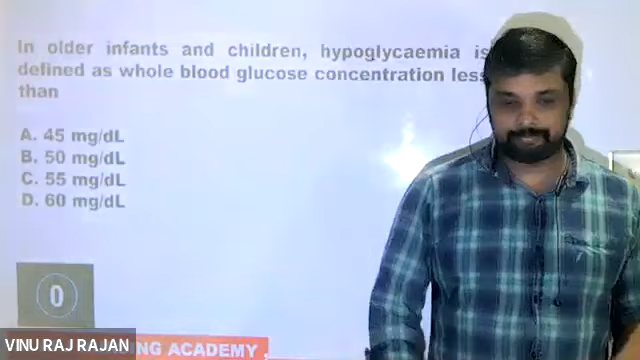 In older infants and children, hypoglycaemia is
defined as whole blood glucose concentration less
than
A. 45 mg/dL
B. 50 mg/dL
C. 55 mg/dL
D. 60 mg/dL
0
VINU RAJ RAJAN
ACADEMY